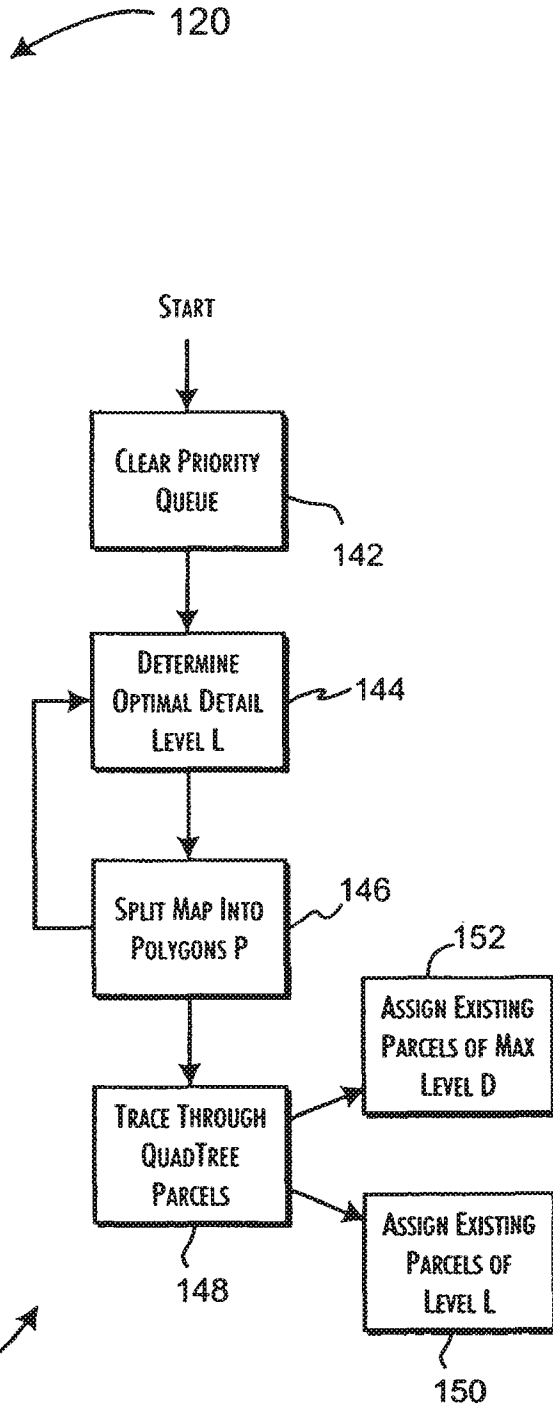 120
START
CLEAR PRIORITY
QUEUE
142
DETERMINE
OPTIMAL DETAIL
LEVEL L
144
SPLIT MAP INTO
POLYGONS P
146
152
ASSIGN EXISTING
PARCELS OF MAX
LEVEL D
TRACE THROUGH
QUADTREE
PARCELS
148
ASSIGN EXISTING
PARCELS OF
LEVEL L
150